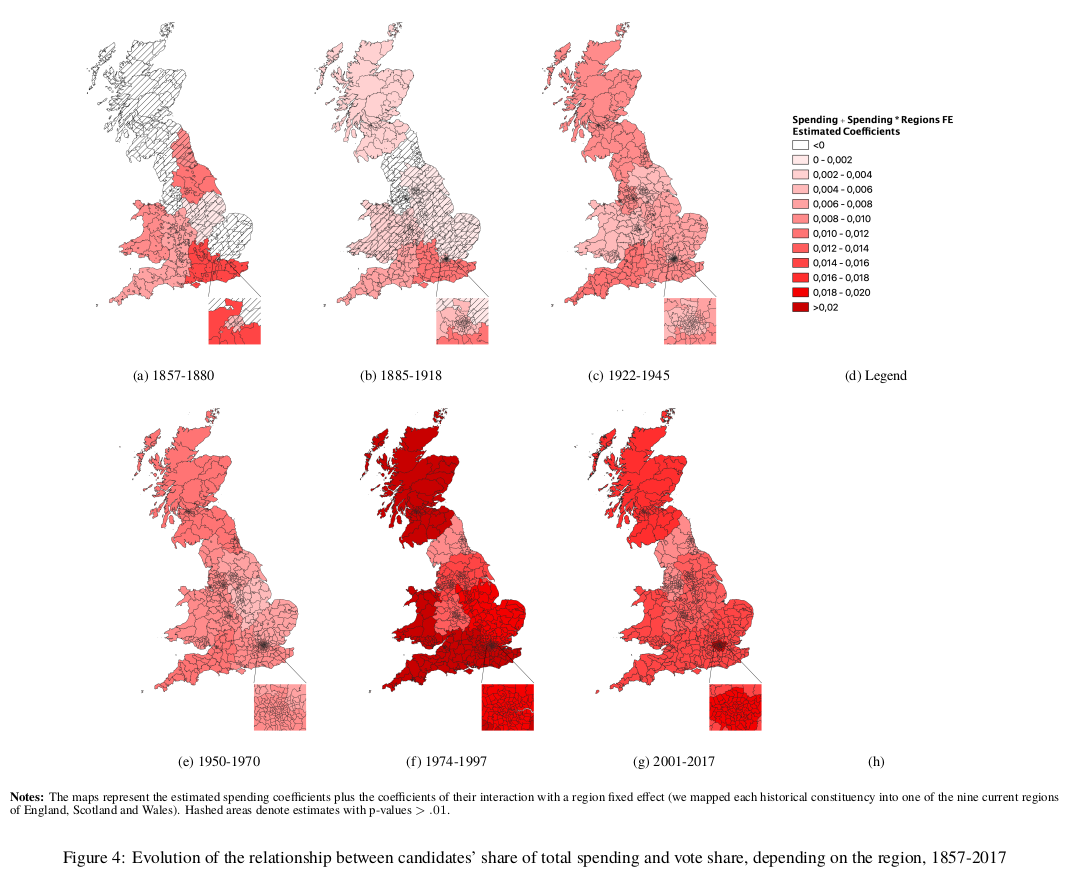 Spending + Spending * Regions FE
Estimated Coefficients
<0
0 - 0,002
0,002 - 0,004
0,004 - 0,006
0,006 - 0,008
0,008 - 0,010
0,010 - 0,012
0,012 - 0,014
0,014 - 0,016
0,016 - 0,018
0,018 - 0,020
>0,02
(a) 1857-1880
(b) 1885-1918
(c) 1922-1945
(d) Legend
(e) 1950-1970
(f) 1974-1997
(g) 2001-2017
(h)
Notes: The maps represent the estimated spending coefficients plus the coefficients of their interaction with a region fixed effect (we mapped each historical constituency into one of the nine current regions
of England, Scotland and Wales). Hashed areas denote estimates with p-values > .01.
Figure 4: Evolution of the relationship between candidates' share of total spending and vote share, depending on the region, 1857-2017